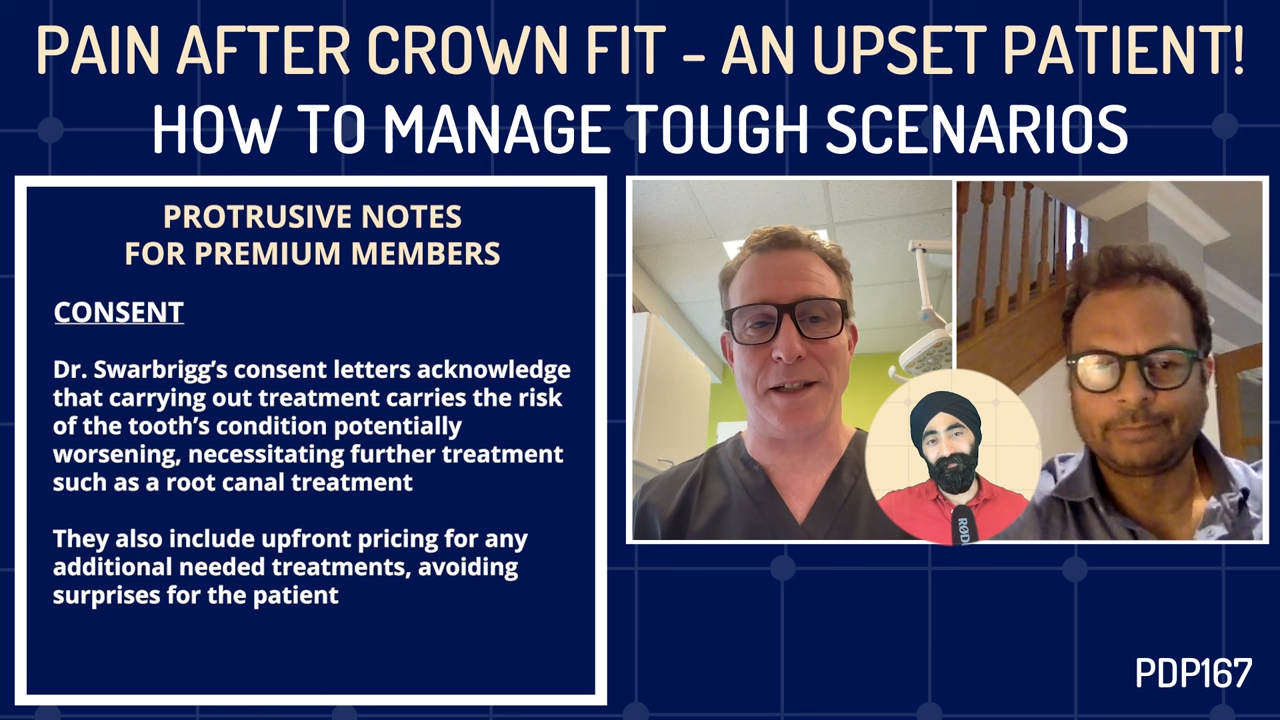 PAIN AFTER CROWN FIT - AN UPSET PATIENT!
HOW TO MANAGE TOUGH SCENARIOS
PROTRUSIVE NOTES
FOR PREMIUM MEMBERS
CONSENT
Dr. Swarbrigg’s consent letters acknowledge
that carrying out treatment carries the risk
of the tooth’s condition potentially
worsening, necessitating further treatment
such as a root canal treatment
They also include upfront pricing for any
additional needed treatments, avoiding
surprises for the patient
RØDE
PDP167